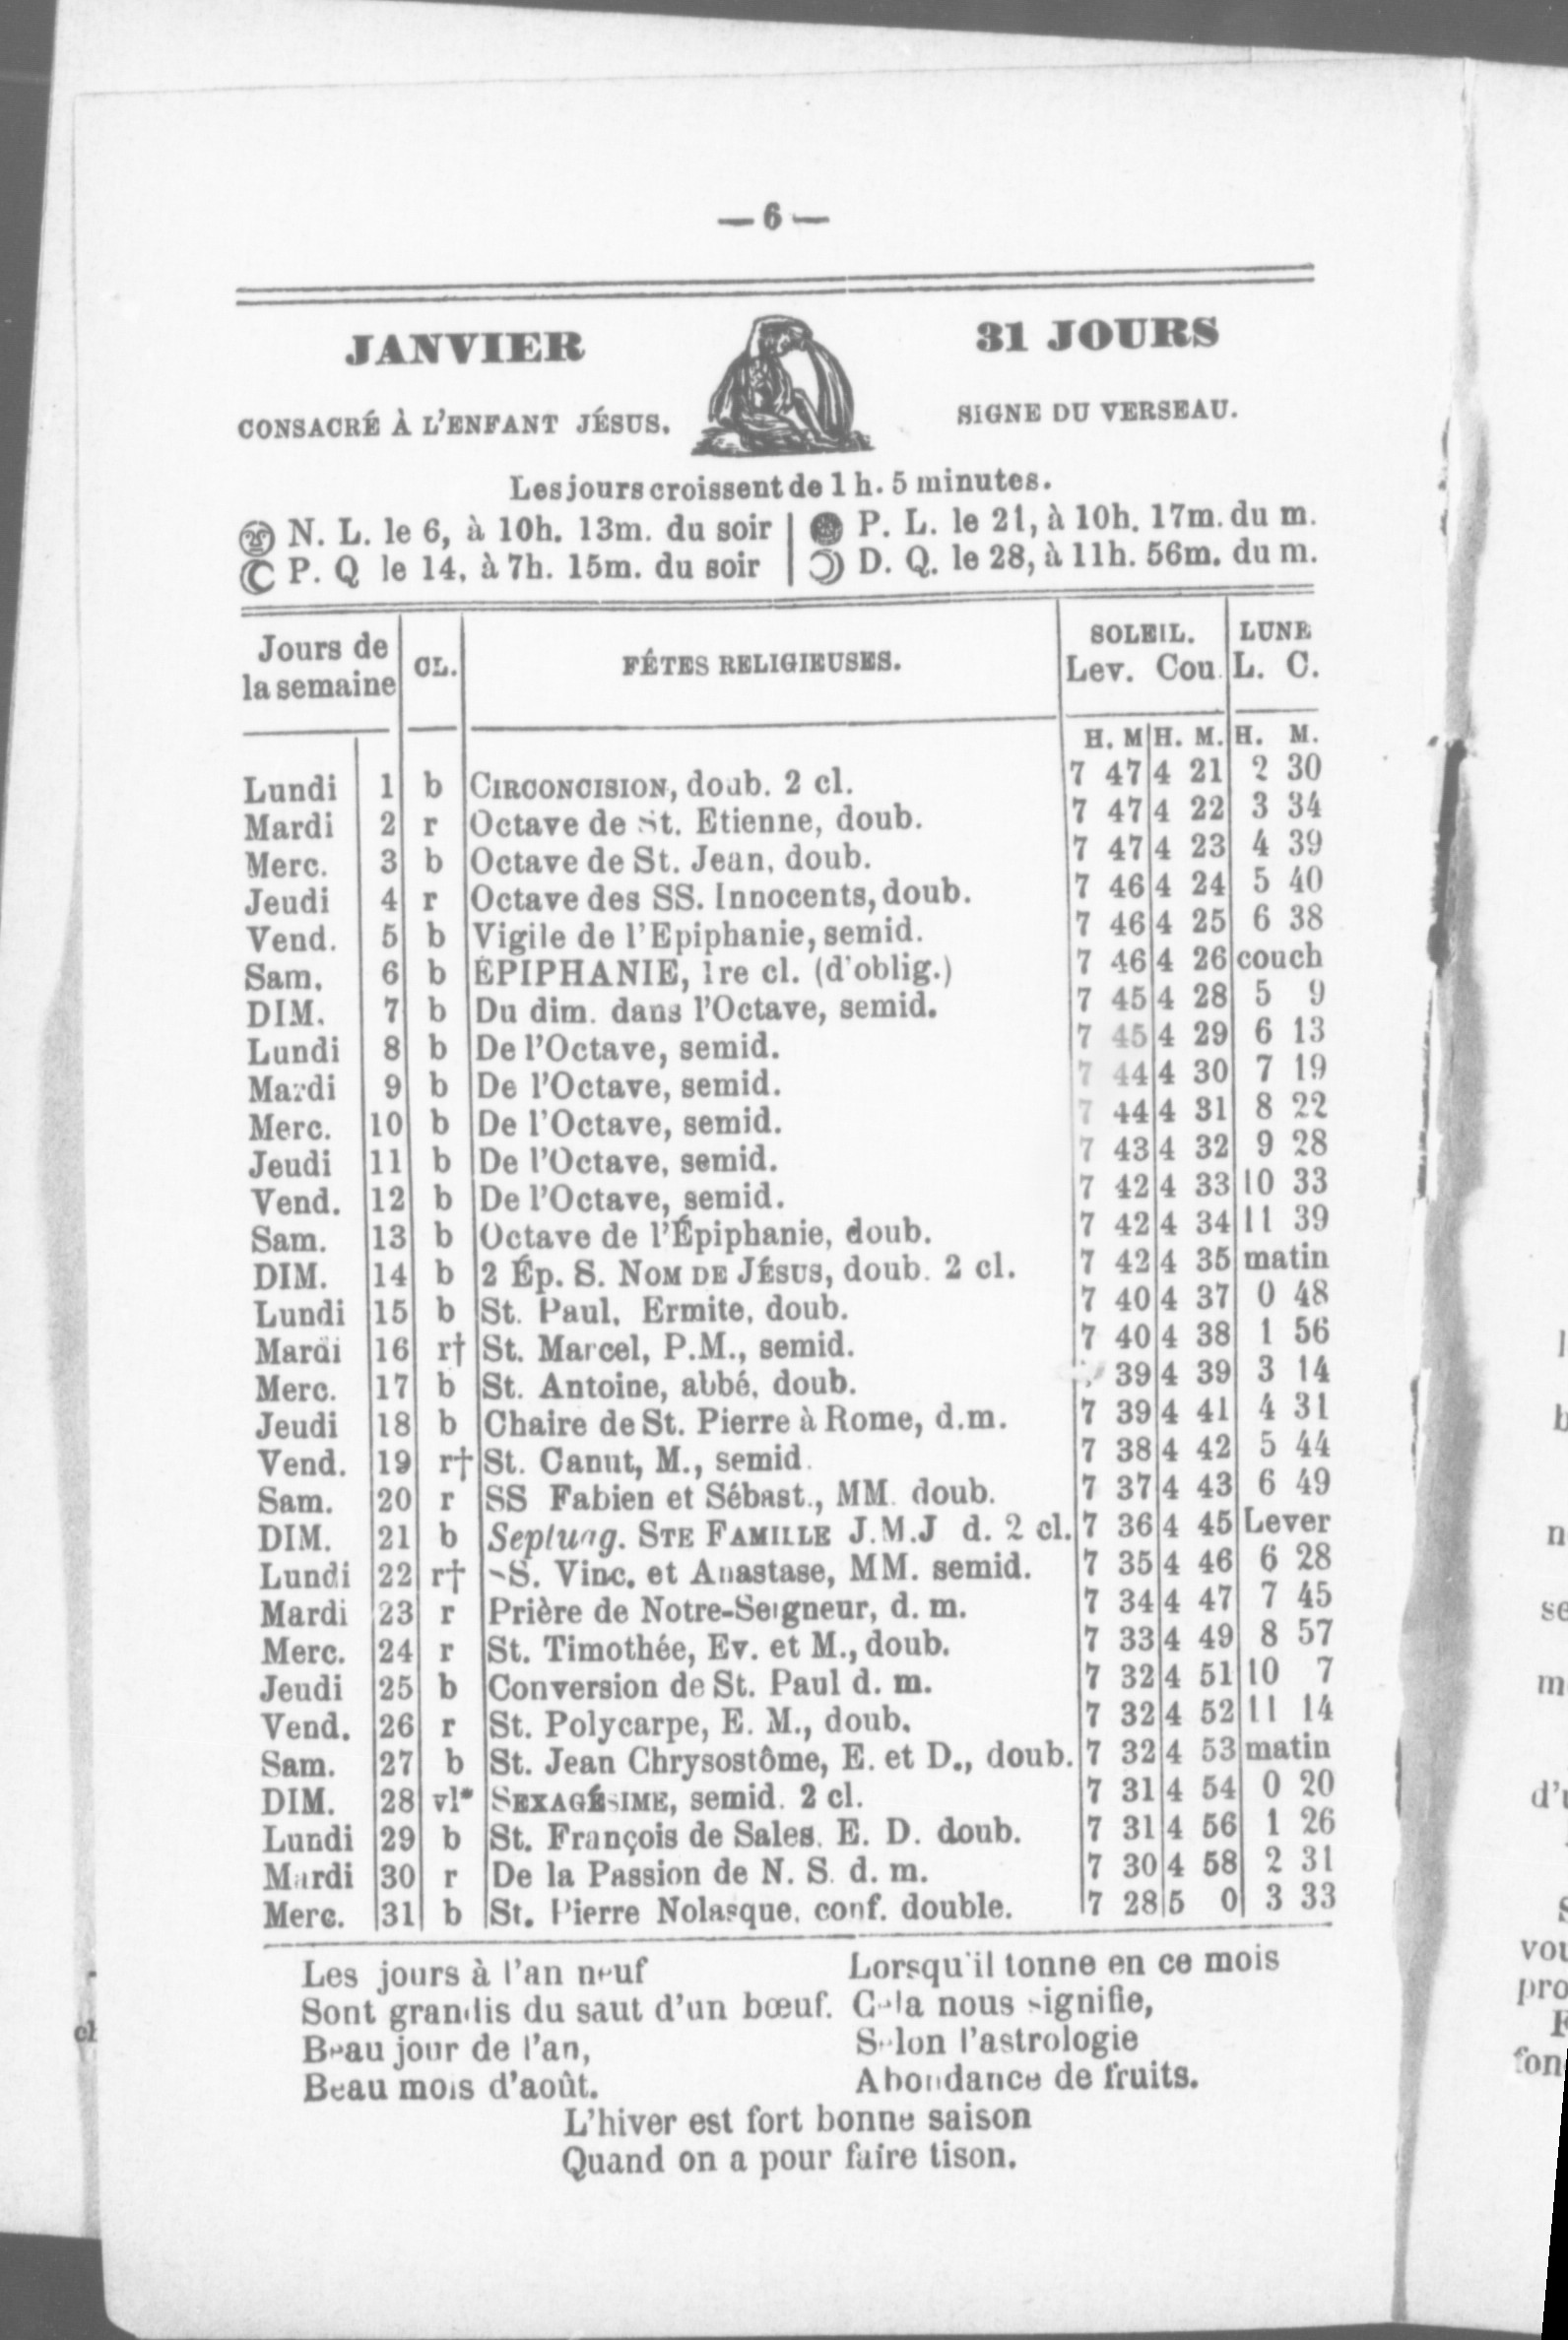 — 6 —
JANVIER 31 JOURS
CONSACRÉ À L'ENFANT JÉSUS. SIGNE DU VERSEAU.
Les jours croissent de 1 h. 5 minutes.
N. L. le 6, à 10h. 13m. du soir | P. L. le 21, à 10h. 17m. du m.
P. Q le 14, à 7h. 15m. du soir | D. Q. le 28, à 11h. 56m. du m.
Jours de la semaine CL. FÊTES RELIGIEUSES. SOLEIL. Lev. Cou. LUNE L. C.
H. M H. M. H. M.
Lundi 1 b CIRCONCISION, doub. 2 cl. 7 47 4 21 2 30
Mardi 2 r Octave de St. Etienne, doub. 7 47 4 22 3 34
Merc. 3 b Octave de St. Jean, doub. 7 47 4 23 4 39
Jeudi 4 r Octave des SS. Innocents, doub. 7 46 4 24 5 40
Vend. 5 b Vigile de l'Epiphanie, semid. 7 46 4 25 6 38
Sam. 6 b ÉPIPHANIE, 1re cl. (d'oblig.) 7 46 4 26 couch
DIM. 7 b Du dim. dans l'Octave, semid. 7 45 4 28 5 9
Lundi 8 b De l'Octave, semid. 7 45 4 29 6 13
Mardi 9 b De l'Octave, semid. 7 44 4 30 7 19
Merc. 10 b De l'Octave, semid. 7 44 4 31 8 22
Jeudi 11 b De l'Octave, semid. 7 43 4 32 9 28
Vend. 12 b De l'Octave, semid. 7 42 4 33 10 33
Sam. 13 b Octave de l'Épiphanie, doub. 7 42 4 34 11 39
DIM. 14 b 2 Ép. S. NOM DE JÉSUS, doub. 2 cl. 7 42 4 35 matin
Lundi 15 b St. Paul, Ermite, doub. 7 40 4 37 0 48
Mardi 16 r† St. Marcel, P.M., semid. 7 40 4 38 1 56
Merc. 17 b St. Antoine, abbé, doub. 39 4 39 3 14
Jeudi 18 b Chaire de St. Pierre à Rome, d.m. 7 39 4 41 4 31
Vend. 19 r† St. Canut, M., semid. 7 38 4 42 5 44
Sam. 20 r SS Fabien et Sébast., MM. doub. 7 37 4 43 6 49
DIM. 21 b Septuag. STE FAMILLE J.M.J d. 2 cl. 7 36 4 45 Lever
Lundi 22 r† S. Vinc. et Anastase, MM. semid. 7 35 4 46 6 28
Mardi 23 r Prière de Notre-Seigneur, d. m. 7 34 4 47 7 45
Merc. 24 r St. Timothée, Ev. et M., doub. 7 33 4 49 8 57
Jeudi 25 b Conversion de St. Paul d. m. 7 32 4 51 10 7
Vend. 26 r St. Polycarpe, E. M., doub. 7 32 4 52 11 14
Sam. 27 b St. Jean Chrysostôme, E. et D., doub. 7 32 4 53 matin
DIM. 28 vl* SEXAGÉSIME, semid. 2 cl. 7 31 4 54 0 20
Lundi 29 b St. François de Sales. E. D. doub. 7 31 4 56 1 26
Mardi 30 r De la Passion de N. S. d. m. 7 30 4 58 2 31
Merc. 31 b St. Pierre Nolasque, conf. double. 7 28 5 0 3 33
Les jours à l'an neuf
Sont grandis du saut d'un bœuf.
Beau jour de l'an,
Beau mois d'août.
Lorsqu'il tonne en ce mois
Cela nous signifie,
Selon l'astrologie
Abondance de fruits.
L'hiver est fort bonne saison
Quand on a pour faire tison.